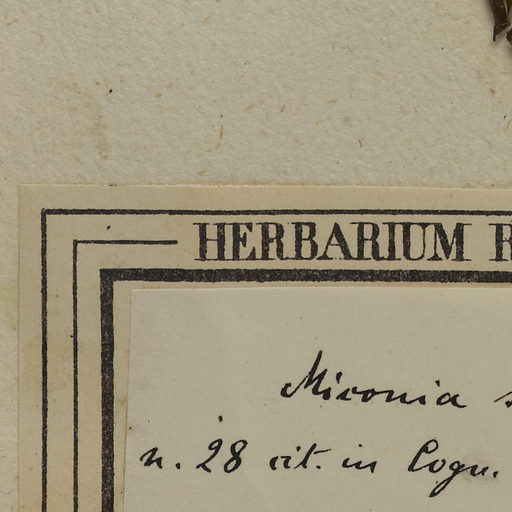 HERBARIUM
Miconia
n. 28 cit. in Cogn.